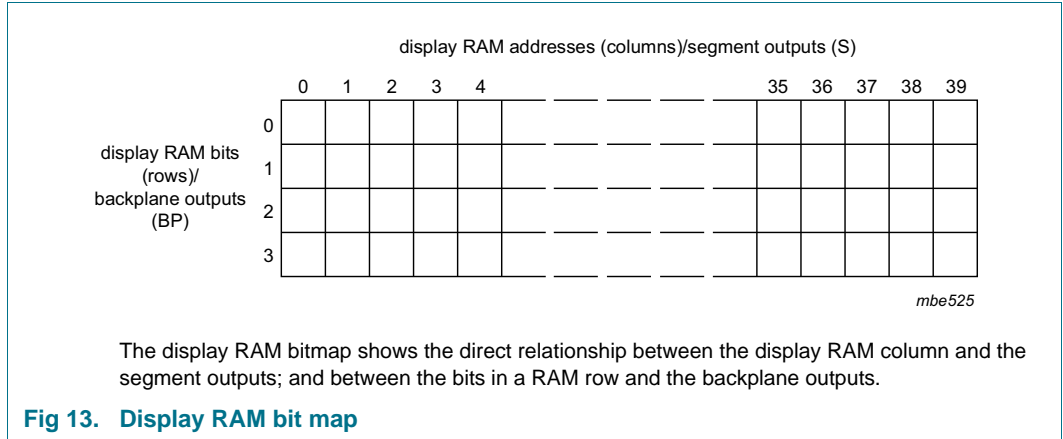 display RAM addresses (columns)/segment outputs (S)
0 1 2 3 4 35 36 37 38 39
0
display RAM bits
1
(rows)/
backplane outputs
2
(BP)
3
mbe525
The display RAM bitmap shows the direct relationship between the display RAM column and the
segment outputs; and between the bits in a RAM row and the backplane outputs.
Fig 13. Display RAM bit map